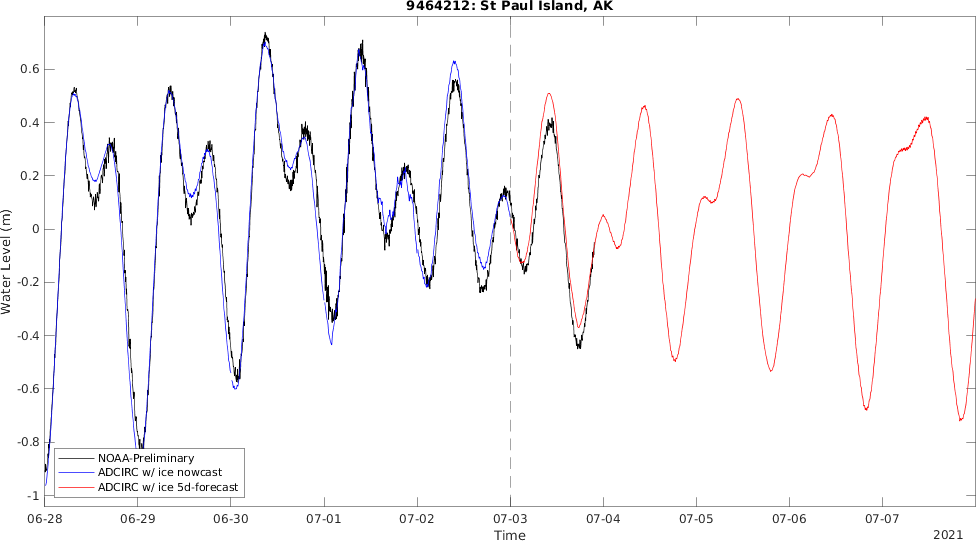 9464212: St Paul Island, AK
Water Level (m)
0.6
0.4
0.2
0
-0.2
-0.4
-0.6
-0.8
-1
NOAA-Preliminary
ADCIRC w/ ice nowcast
ADCIRC w/ ice 5d-forecast
06-28 06-29 06-30 07-01 07-02 07-03 07-04 07-05 07-06 07-07
Time
2021